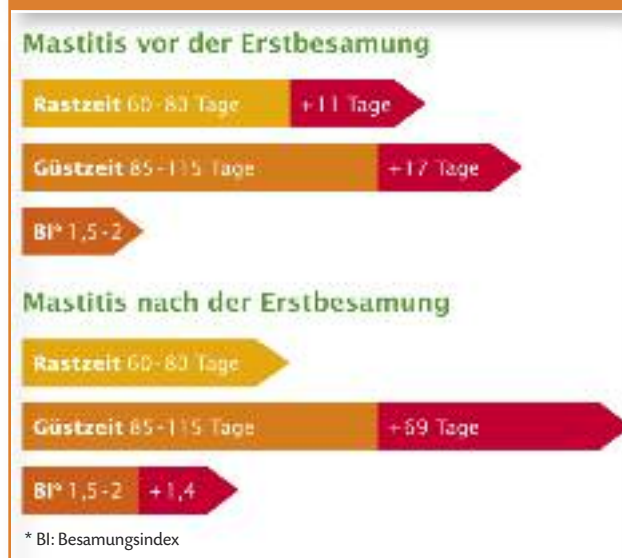 Mastitis vor der Erstbesamung
Rastzeit 60-80 Tage +11 Tage
Güstzeit 85-115 Tage +17 Tage
BI* 1,5-2
Mastitis nach der Erstbesamung
Rastzeit 60-80 Tage
Güstzeit 85-115 Tage +69 Tage
BI* 1,5-2 +1,4
* BI: Besamungsindex